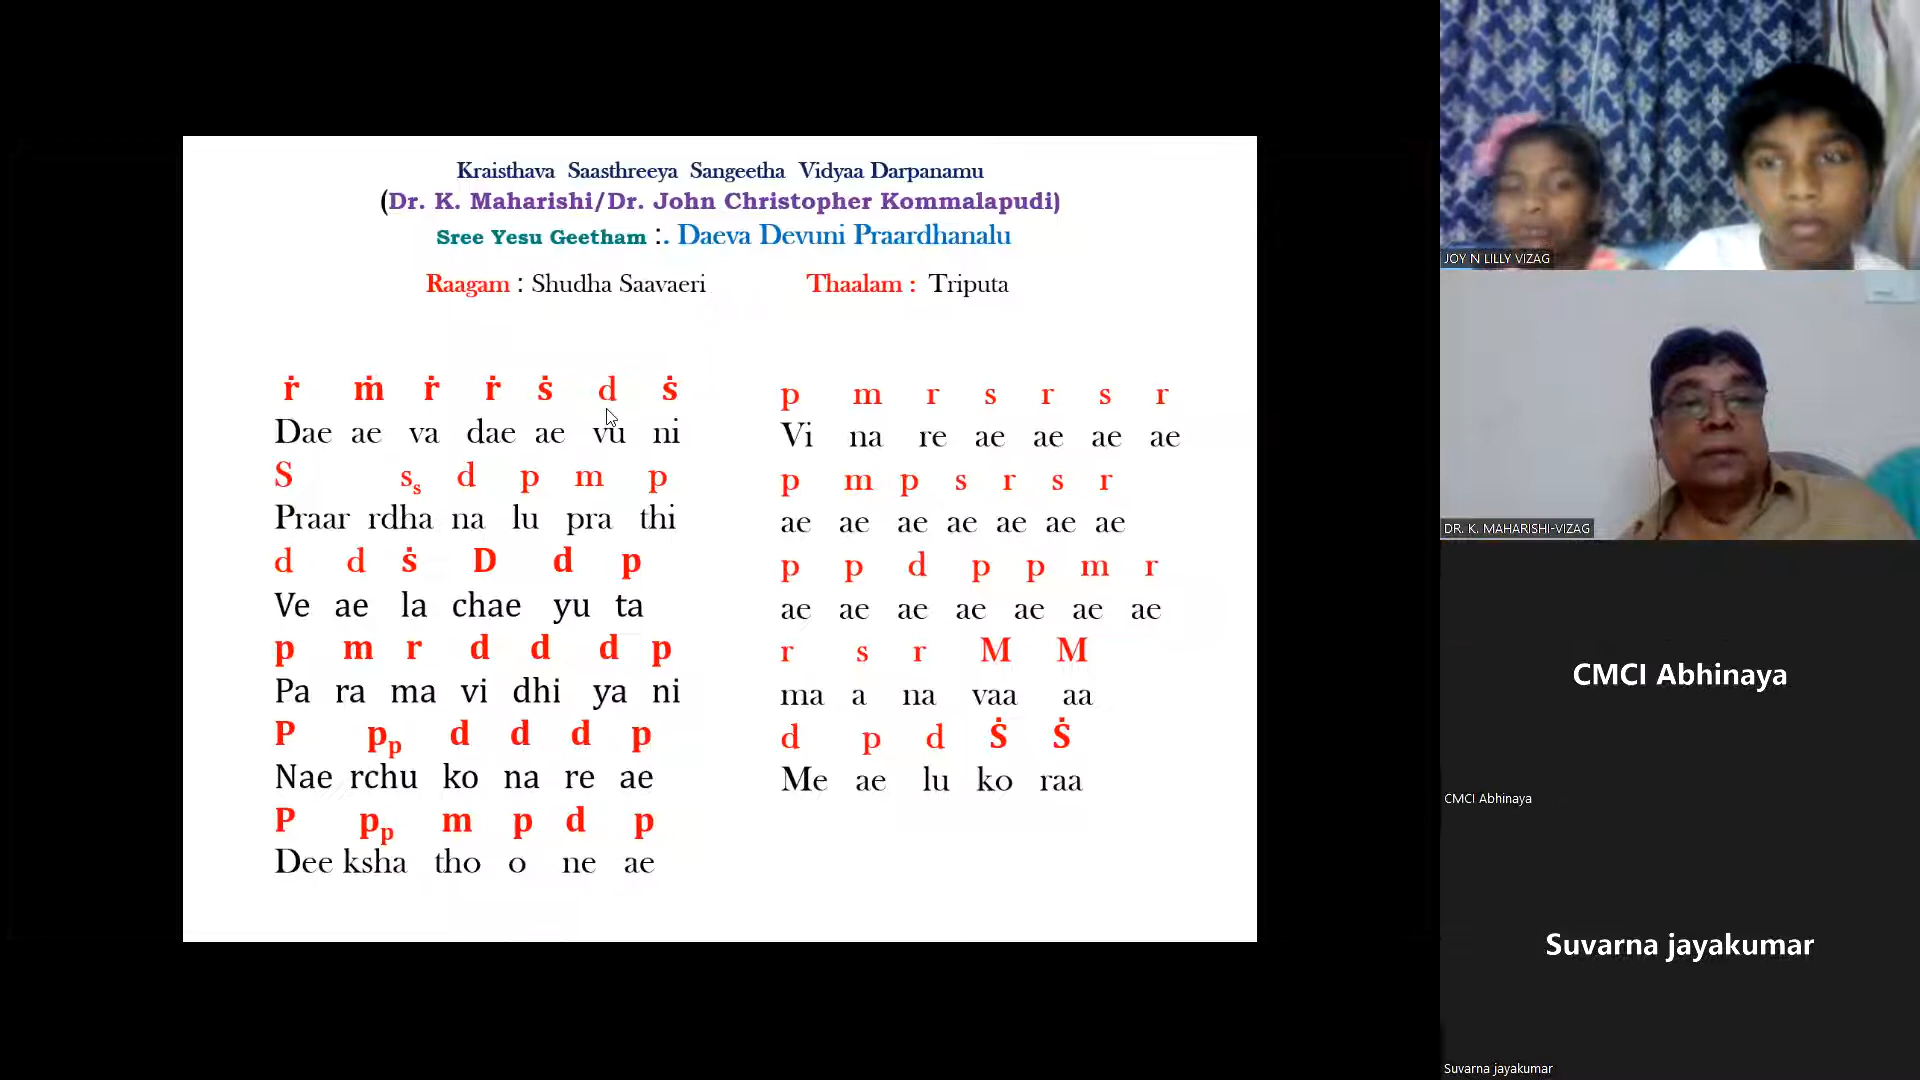 Kraisthava Saasthreeya Sangeetha Vidyaa Darpanamu
(Dr. K. Maharishi/Dr. John Christopher Kommalapudi)
Sree Yesu Geetham :. Daeva Devuni Praardhanalu
Raagam : Shudha Saavaeri Thaalam : Triputa
ṙ ṁ ṙ ṙ ṡ d ṡ
Dae ae va dae ae vu ni
S sₛ d p m p
Praar rdha na lu pra thi
d d ṡ D d p
Ve ae la chae yu ta
p m r d d d p
Pa ra ma vi dhi ya ni
P pₚ d d d p
Nae rchu ko na re ae
P pₚ m p d p
Dee ksha tho o ne ae
p m r s r s r
Vi na re ae ae ae ae
p m p s r s r
ae ae ae ae ae ae ae
p p d p p m r
ae ae ae ae ae ae ae
r s r M M
ma a na vaa aa
d p d Ṡ Ṡ
Me ae lu ko raa
JOY N LILLY VIZAG
DR. K. MAHARISHI-VIZAG
CMCI Abhinaya
CMCI Abhinaya
Suvarna jayakumar
Suvarna jayakumar